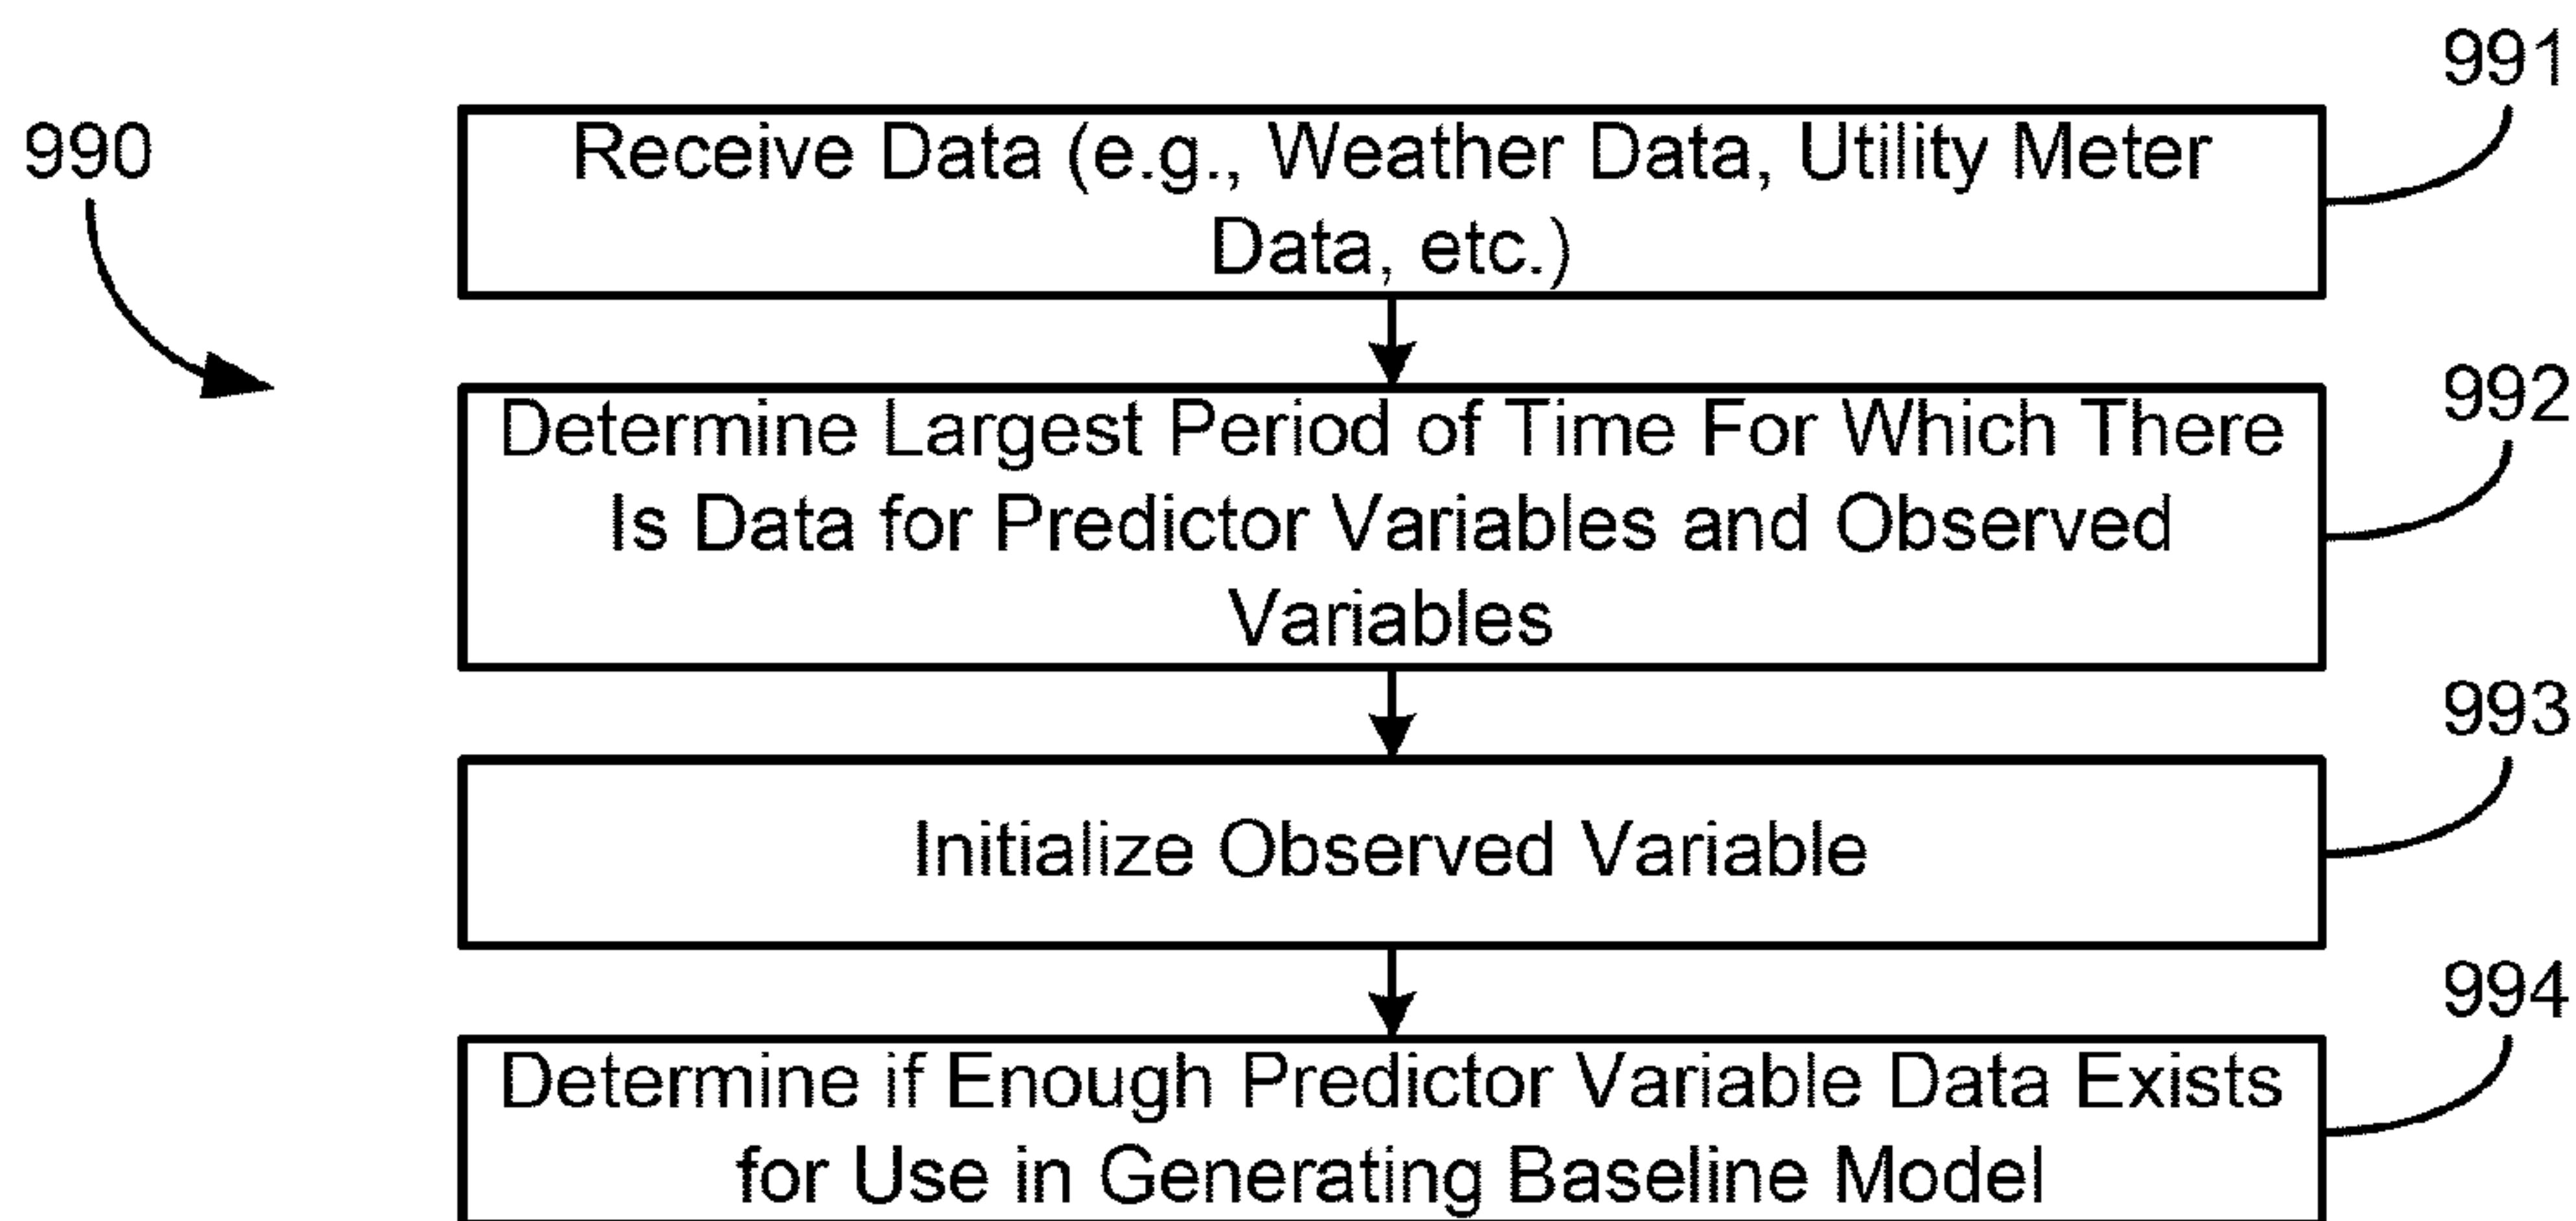 990
991
Receive Data (e.g., Weather Data, Utility Meter
Data, etc.)
992
Determine Largest Period of Time For Which There
Is Data for Predictor Variables and Observed
Variables
993
Initialize Observed Variable
994
Determine if Enough Predictor Variable Data Exists
for Use in Generating Baseline Model